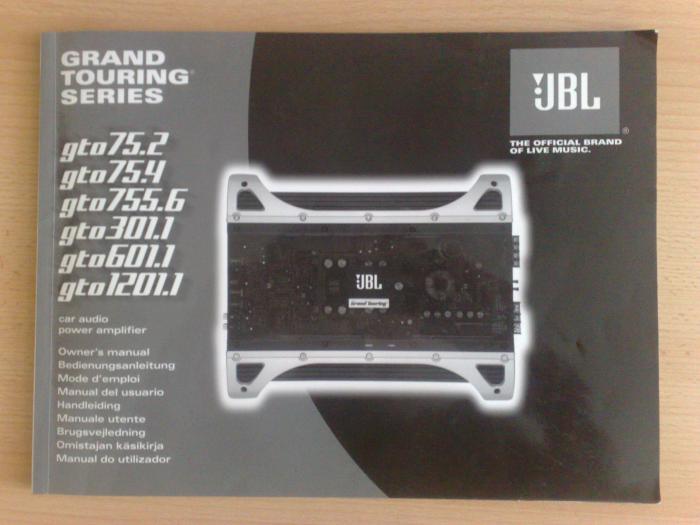 GRAND
TOURING®
SERIES
gto75.2
gto75.4
gto755.6
gto301.1
gto601.1
gto1201.1
car audio
power amplifier
Owner's manual
Bedienungsanleitung
Mode d'emploi
Manual del usuario
Handleiding
Manuale utente
Brugsvejledning
Omistajan käsikirja
Manual do utilizador
JBL
®
THE OFFICIAL BRAND
OF LIVE MUSIC.
JBL
Grand Touring